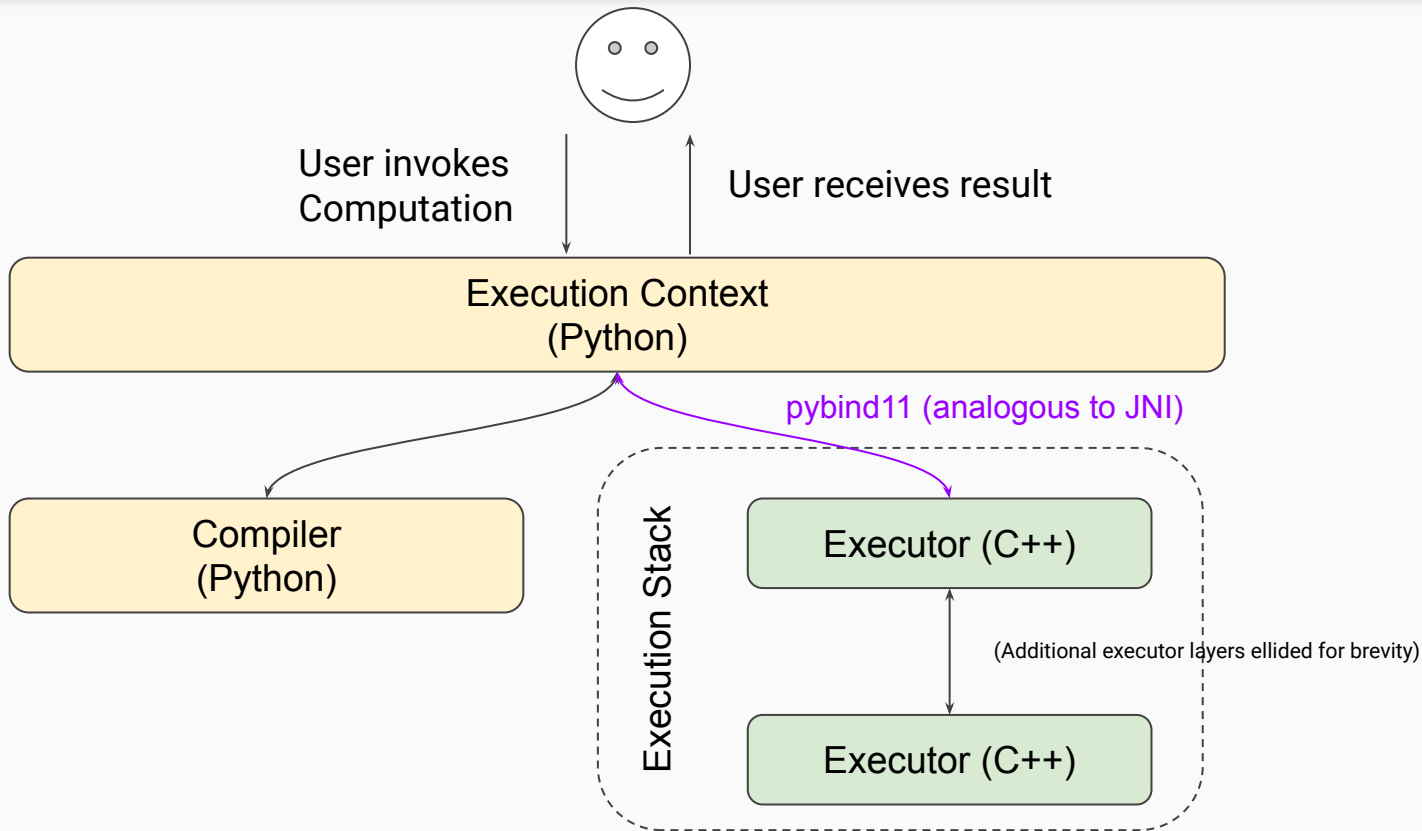 User invokes
Computation
User receives result
Execution Context
(Python)
pybind11 (analogous to JNI)
Compiler
(Python)
Execution Stack
Executor (C++)
(Additional executor layers ellided for brevity)
Executor (C++)